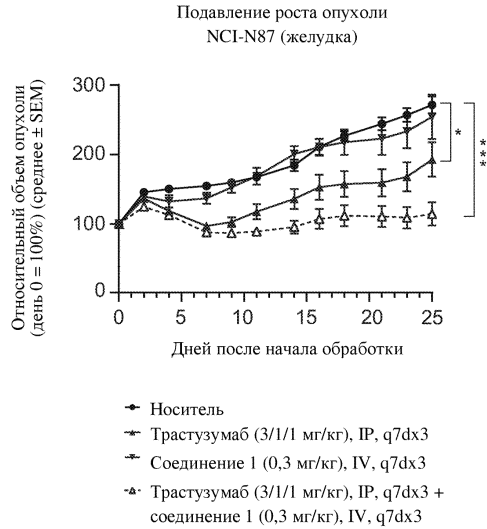 Подавление роста опухоли
NCI-N87 (желудка)
Относительный объем опухоли
(день 0 = 100%) (среднее ± SEM)
300
200
100
0
*
***
0 5 10 15 20 25
Дней после начала обработки
Носитель
Трастузумаб (3/1/1 мг/кг), IP, q7dx3
Соединение 1 (0,3 мг/кг), IV, q7dx3
Трастузумаб (3/1/1 мг/кг), IP, q7dx3 +
соединение 1 (0,3 мг/кг), IV, q7dx3